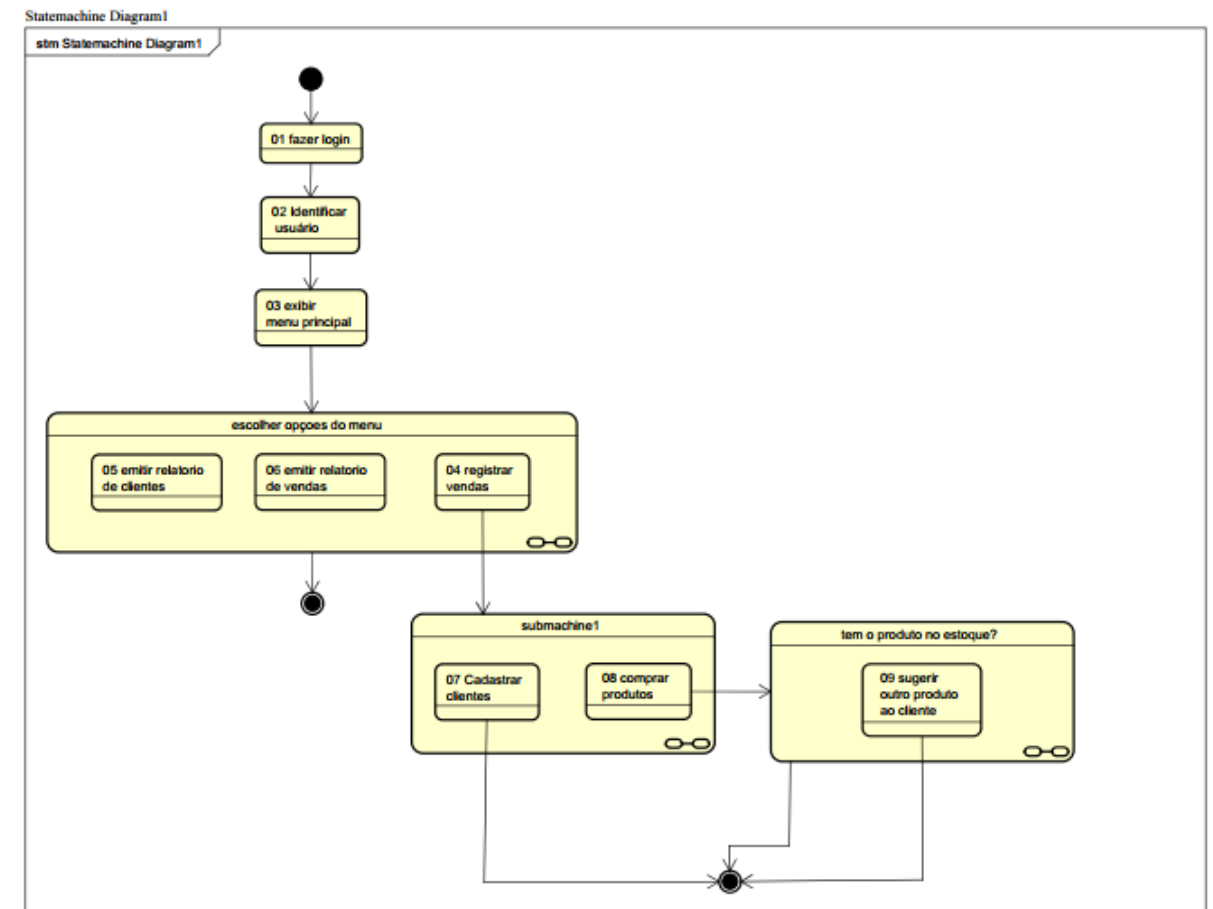 Statemachine Diagram1
stm Statemachine Diagram1
01 fazer login
02 Identificar
usuário
03 exibir
menu principal
escolher opçoes do menu
05 emitir relatorio
de clientes
06 emitir relatorio
de vendas
04 registrar
vendas
submachine1
07 Cadastrar
clientes
08 comprar
produtos
tem o produto no estoque?
09 sugerir
outro produto
ao cliente